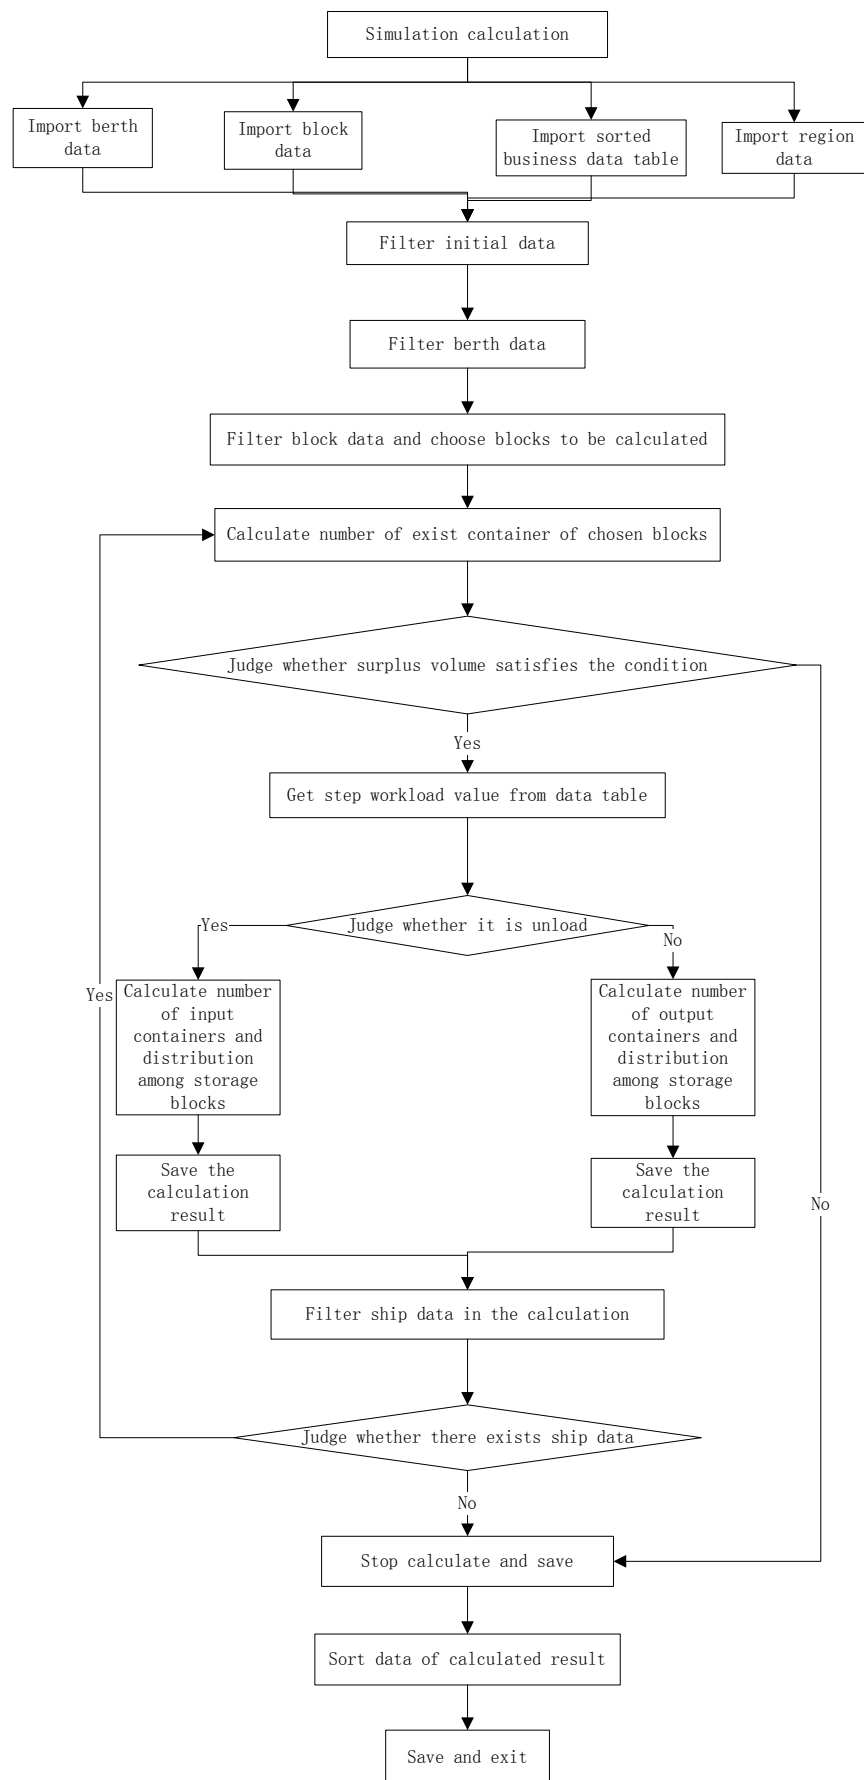 Simulation calculation
Import berth
data
Import block
data
Import sorted
business data table
Import region
data
Filter initial data
Filter berth data
Filter block data and choose blocks to be calculated
Calculate number of exist container of chosen blocks
Judge whether surplus volume satisfies the condition
Yes
Get step workload value from data table
Judge whether it is unload
Yes
No
Yes
Calculate number
of input
containers and
distribution
among storage
blocks
Calculate number
of output
containers and
distribution
among storage
blocks
Save the
calculation
result
Save the
calculation
result
No
Filter ship data in the calculation
Judge whether there exists ship data
No
Stop calculate and save
Sort data of calculated result
Save and exit